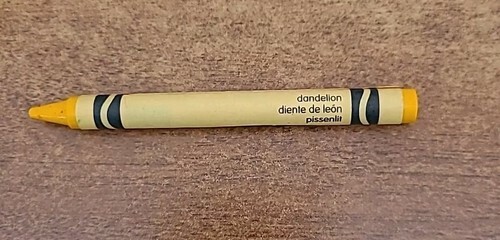 dandelion
diente de león
pissenlit